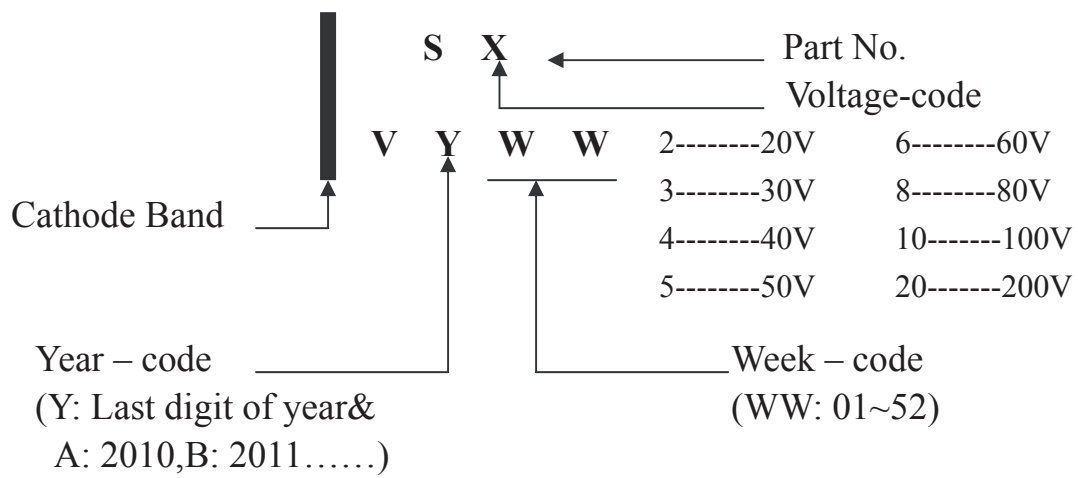 S X Part No.
Voltage-code
V Y W W
2--------20V 6--------60V
3--------30V 8--------80V
4--------40V 10-------100V
5--------50V 20-------200V
Cathode Band
Year – code
(Y: Last digit of year&
A: 2010,B: 2011……)
Week – code
(WW: 01~52)